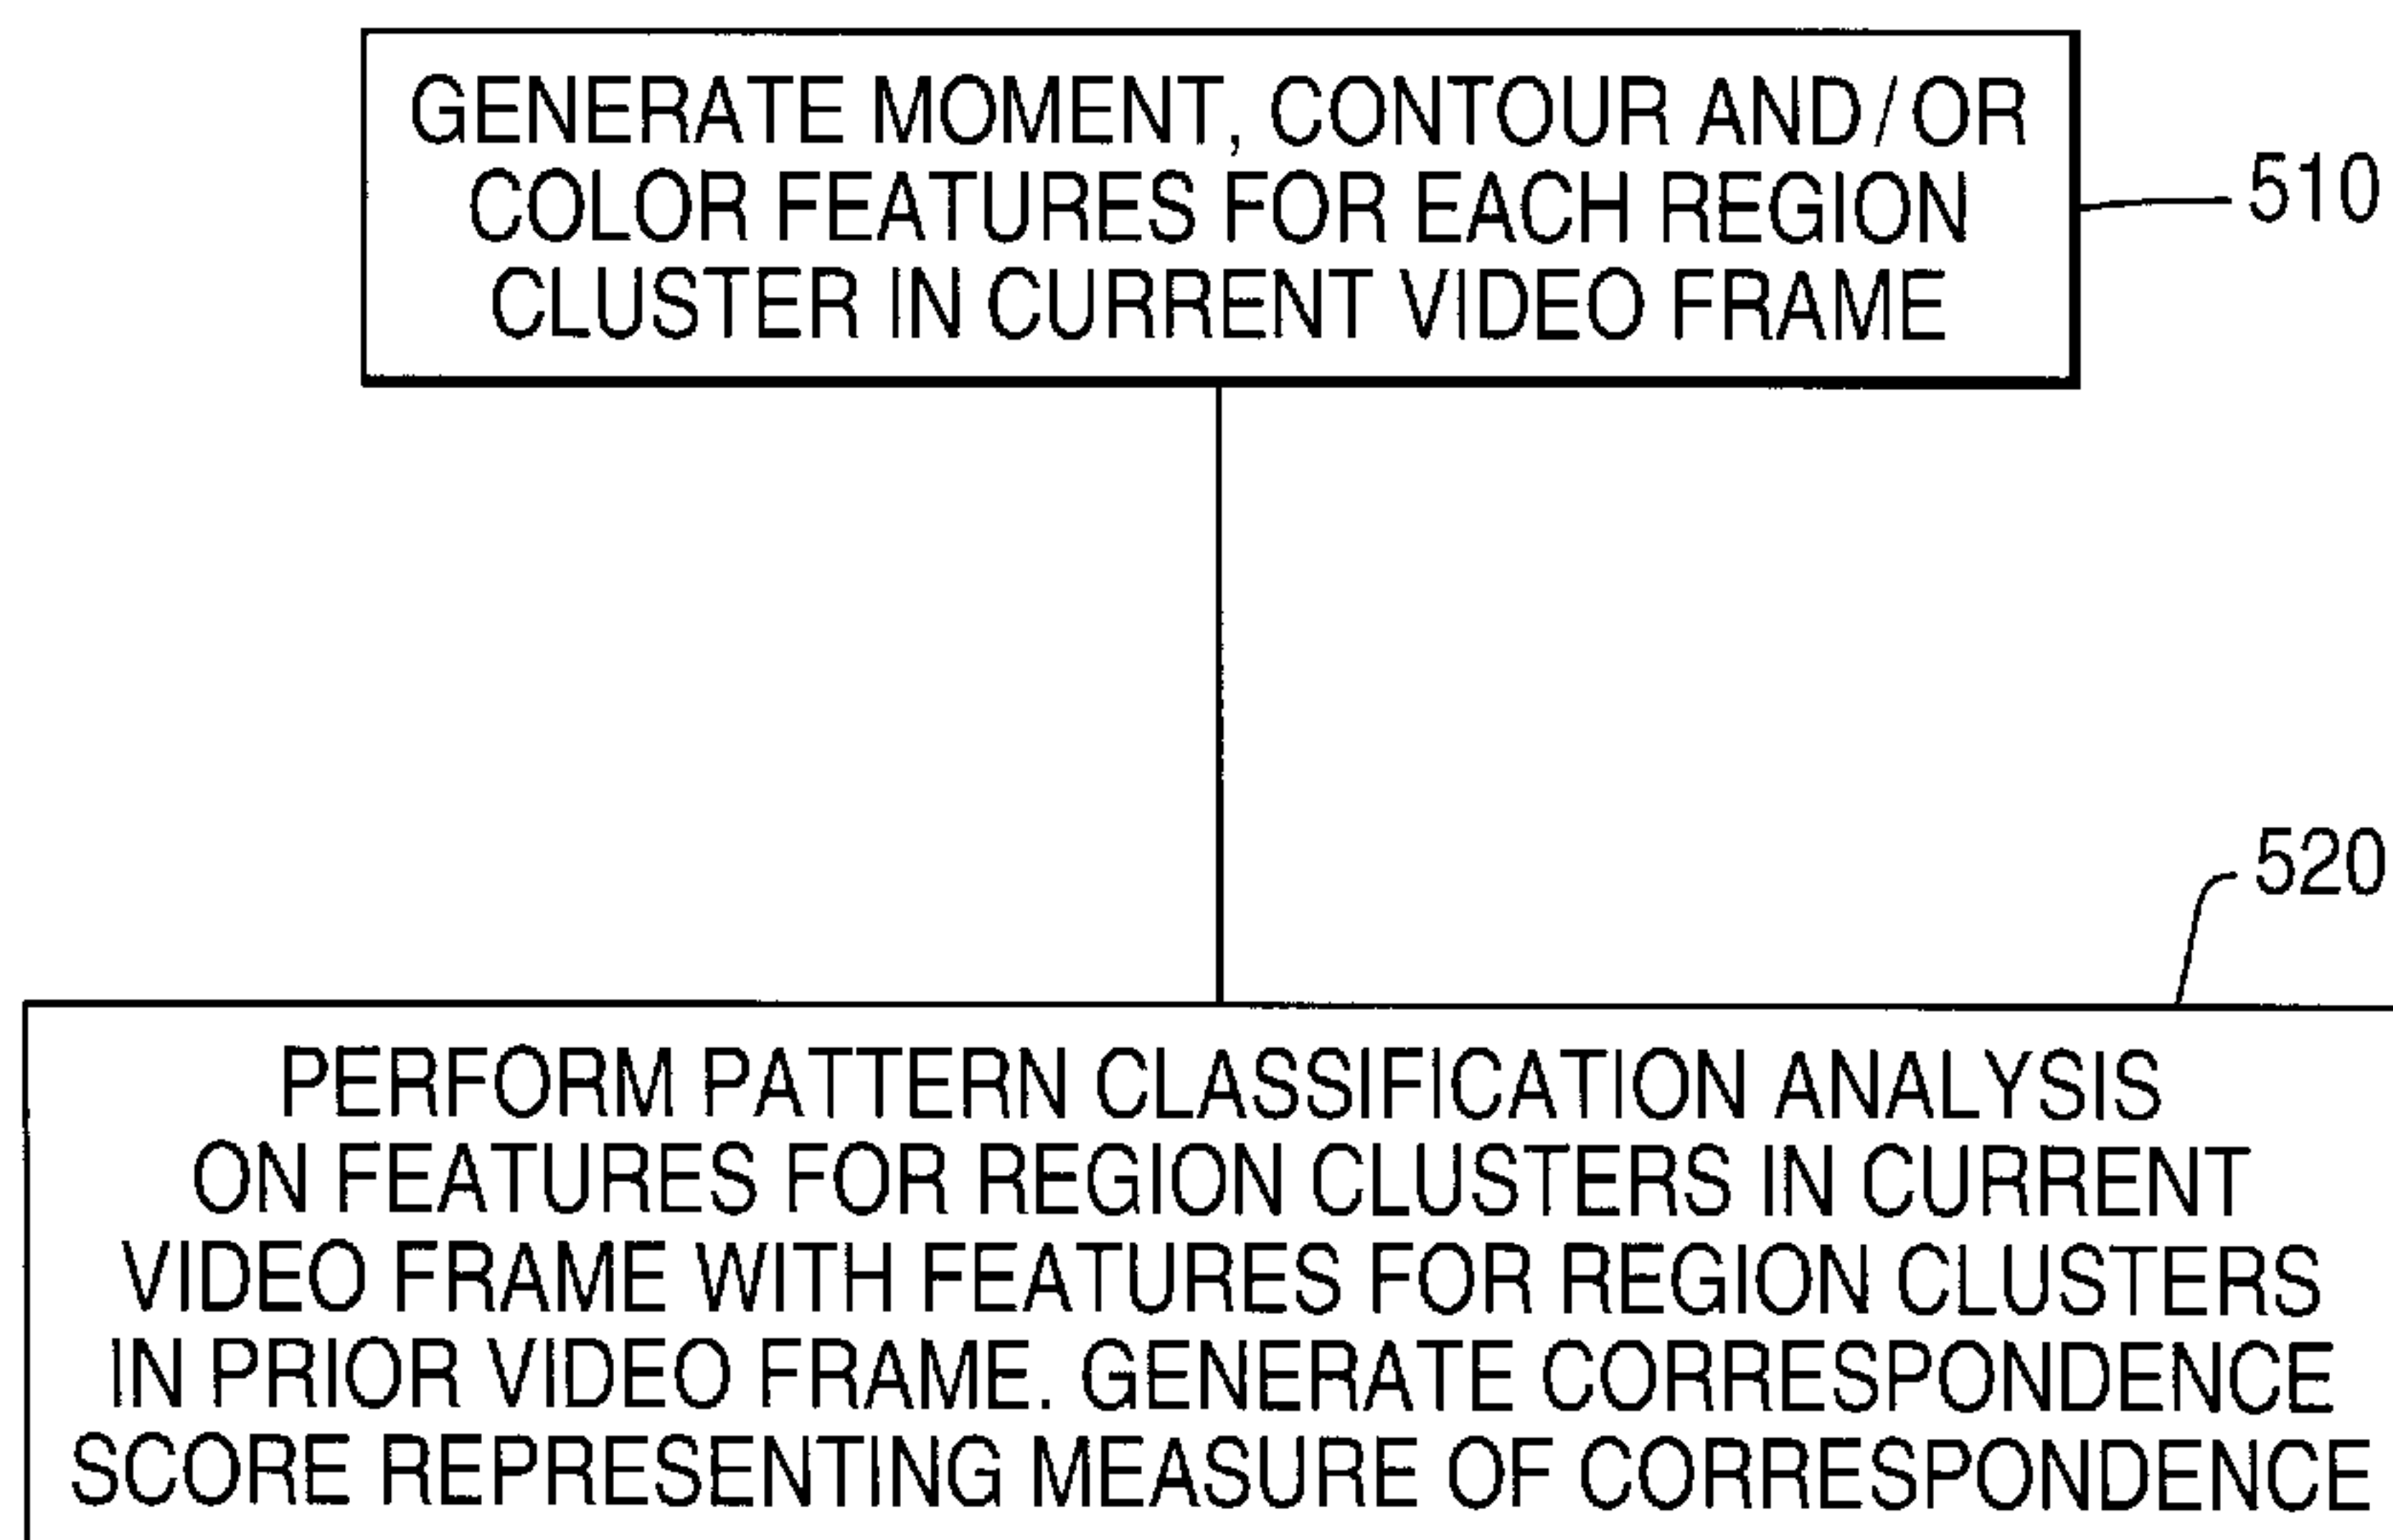 GENERATE MOMENT, CONTOUR AND/OR
COLOR FEATURES FOR EACH REGION
CLUSTER IN CURRENT VIDEO FRAME
510
520
PERFORM PATTERN CLASSIFICATION ANALYSIS
ON FEATURES FOR REGION CLUSTERS IN CURRENT
VIDEO FRAME WITH FEATURES FOR REGION CLUSTERS
IN PRIOR VIDEO FRAME. GENERATE CORRESPONDENCE
SCORE REPRESENTING MEASURE OF CORRESPONDENCE